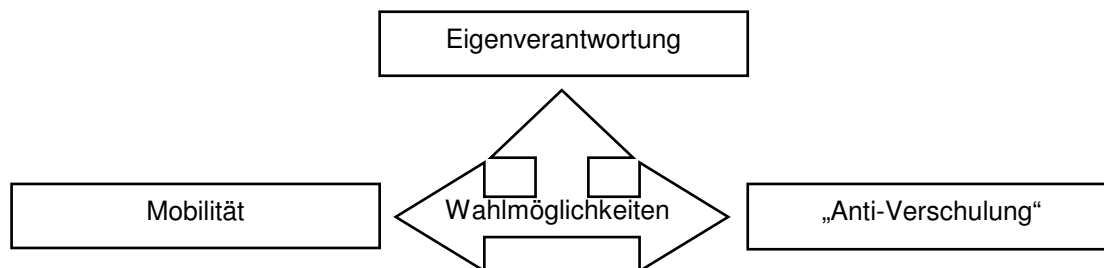 Eigenverantwortung
Mobilität
Wahlmöglichkeiten
„Anti-Verschulung“